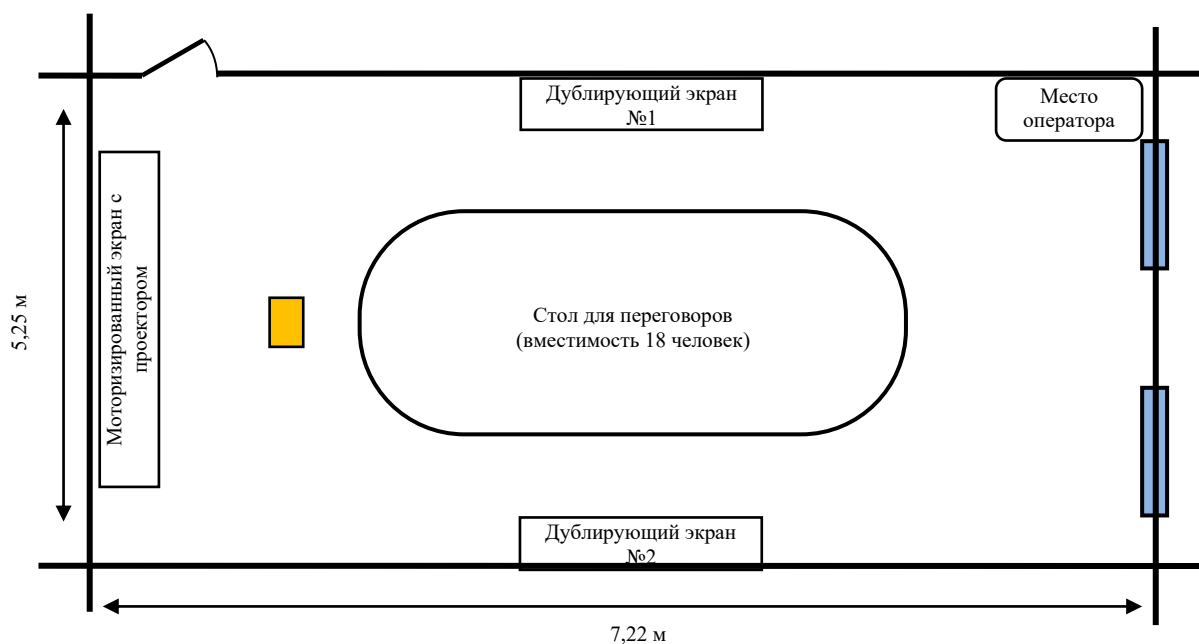 Дублирующий экран
№1
Место
оператора
Моторизированный экран с
проектором
5,25 м
Стол для переговоров
(вместимость 18 человек)
Дублирующий экран
№2
7,22 м